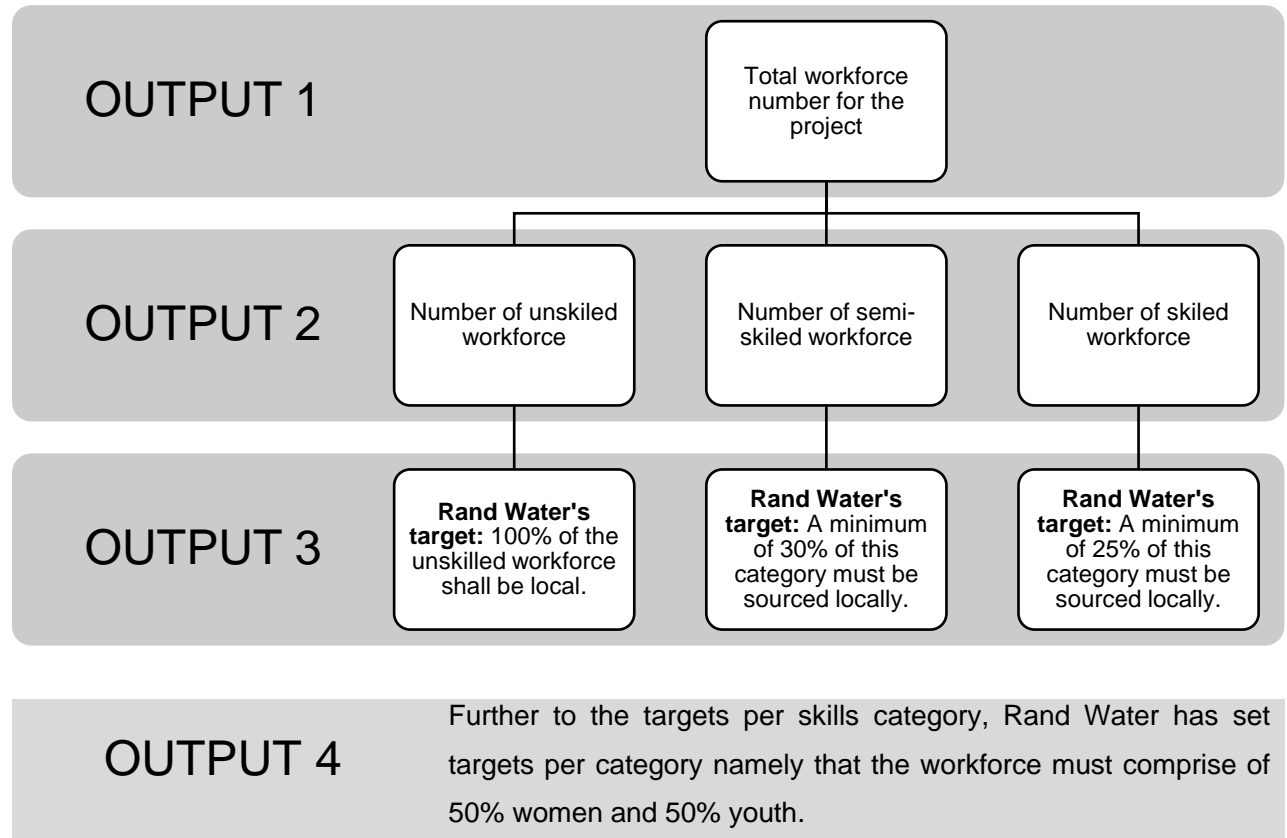 OUTPUT 1
Total workforce
number for the
project
OUTPUT 2
Number of unskiled
workforce
Number of semi-
skiled workforce
Number of skiled
workforce
OUTPUT 3
Rand Water's
target: 100% of the
unskilled workforce
shall be local.
Rand Water's
target: A minimum
of 30% of this
category must be
sourced locally.
Rand Water's
target: A minimum
of 25% of this
category must be
sourced locally.
OUTPUT 4
Further to the targets per skills category, Rand Water has set
targets per category namely that the workforce must comprise of
50% women and 50% youth.